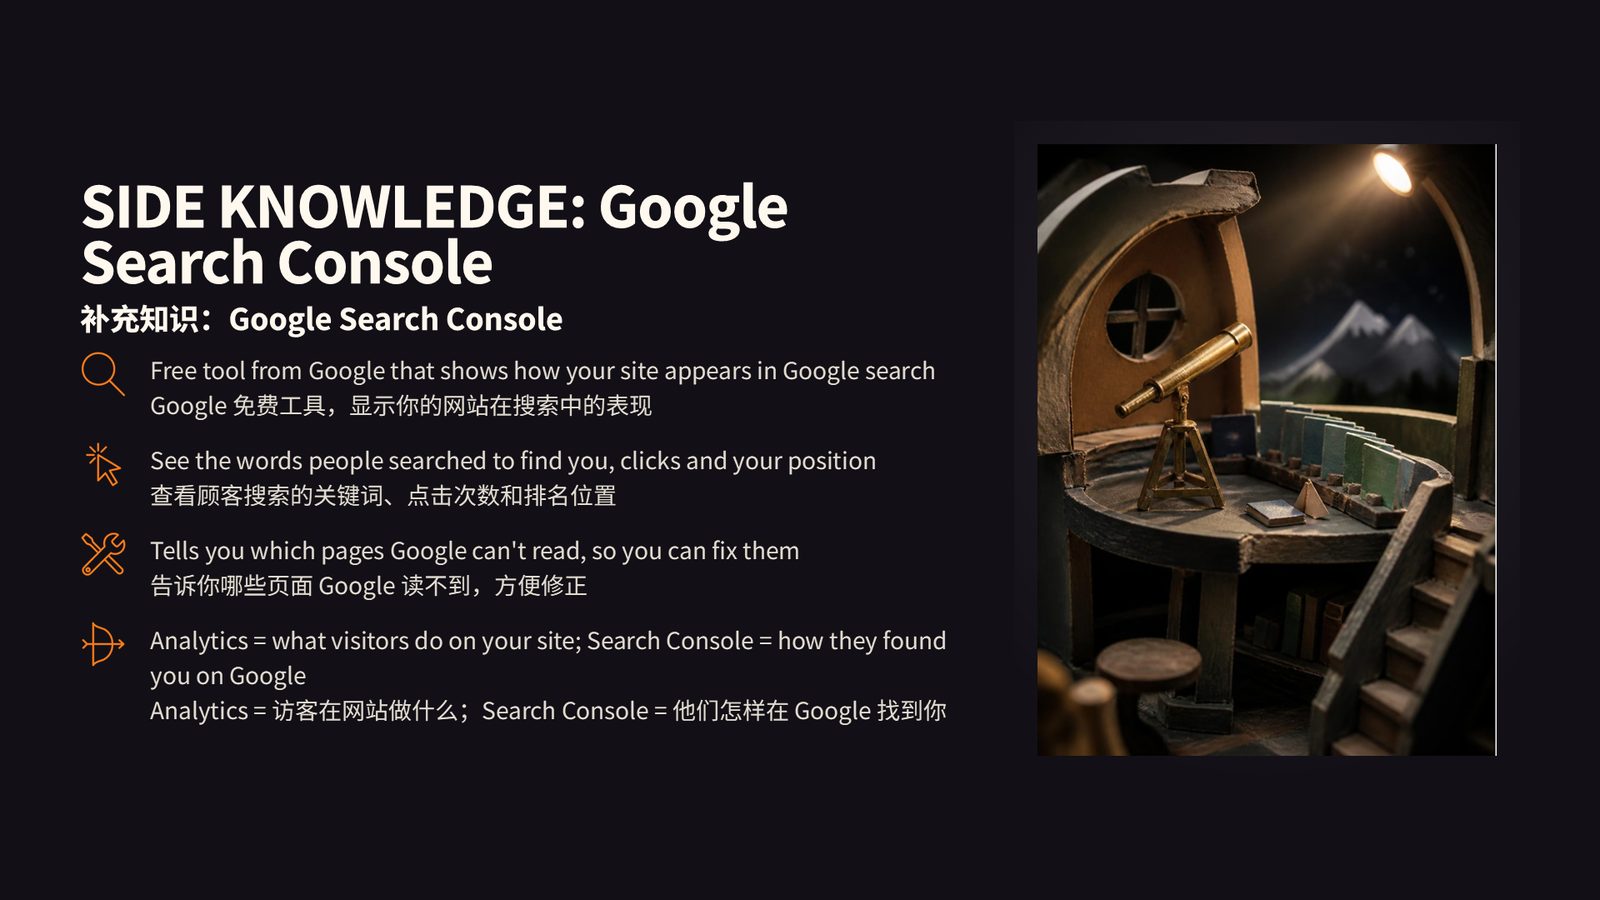 SIDE KNOWLEDGE: Google
Search Console
补充知识：Google Search Console
Free tool from Google that shows how your site appears in Google search
Google 免费工具，显示你的网站在搜索中的表现
See the words people searched to find you, clicks and your position
查看顾客搜索的关键词、点击次数和排名位置
Tells you which pages Google can't read, so you can fix them
告诉你哪些页面 Google 读不到，方便修正
Analytics = what visitors do on your site; Search Console = how they found
you on Google
Analytics = 访客在网站做什么；Search Console = 他们怎样在 Google 找到你